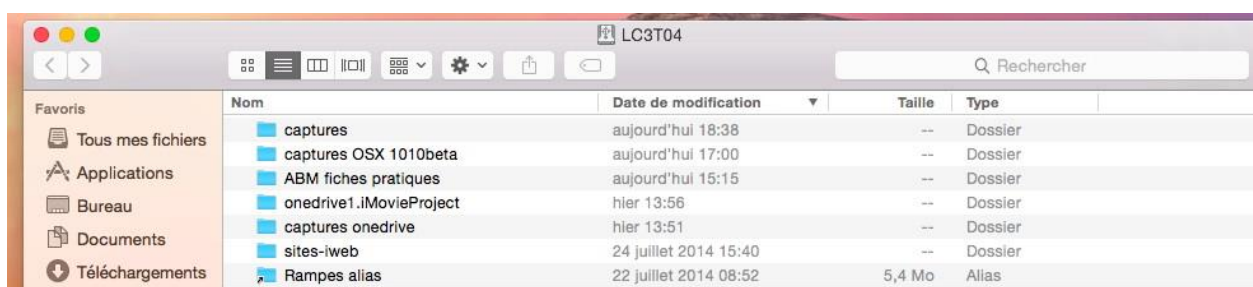 LC3T04
Rechercher
Favoris
Tous mes fichiers
Applications
Bureau
Documents
Téléchargements
Nom Date de modification Taille Type
captures aujourd'hui 18:38 -- Dossier
captures OSX 1010beta aujourd'hui 17:00 -- Dossier
ABM fiches pratiques aujourd'hui 15:15 -- Dossier
onedrive1.iMovieProject hier 13:56 -- Dossier
captures onedrive hier 13:51 -- Dossier
sites-iweb 24 juillet 2014 15:40 -- Dossier
Rampes alias 22 juillet 2014 08:52 5,4 Mo Alias